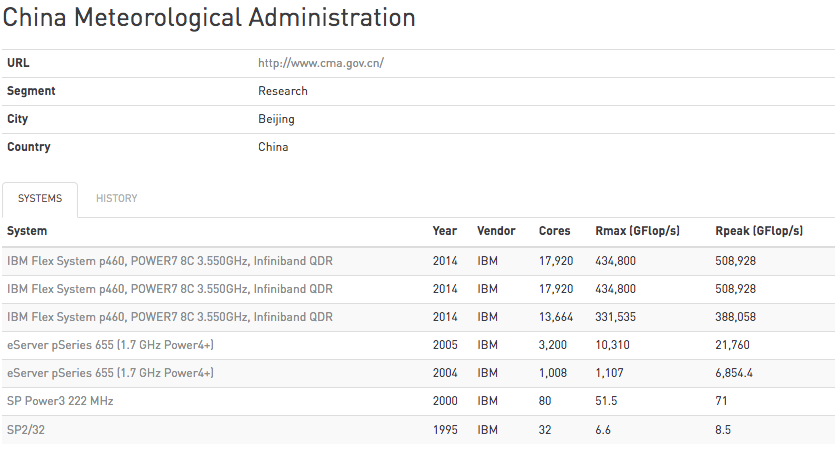 China Meteorological Administration
URL http://www.cma.gov.cn/
Segment Research
City Beijing
Country China
SYSTEMS HISTORY
System Year Vendor Cores Rmax (GFlop/s) Rpeak (GFlop/s)
IBM Flex System p460, POWER7 8C 3.550GHz, Infiniband QDR 2014 IBM 17,920 434,800 508,928
IBM Flex System p460, POWER7 8C 3.550GHz, Infiniband QDR 2014 IBM 17,920 434,800 508,928
IBM Flex System p460, POWER7 8C 3.550GHz, Infiniband QDR 2014 IBM 13,664 331,535 388,058
eServer pSeries 655 (1.7 GHz Power4+) 2005 IBM 3,200 10,310 21,760
eServer pSeries 655 (1.7 GHz Power4+) 2004 IBM 1,008 1,107 6,854.4
SP Power3 222 MHz 2000 IBM 80 51.5 71
SP2/32 1995 IBM 32 6.6 8.5